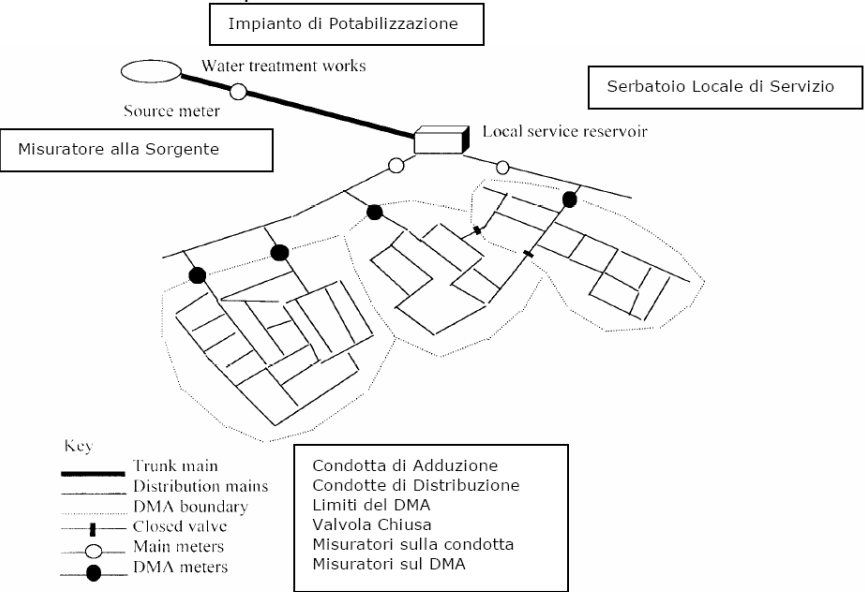 Impianto di Potabilizzazione
Water treatment works
Serbatoio Locale di Servizio
Source meter
Local service reservoir
Misuratore alla Sorgente
Key
Trunk main
Distribution mains
DMA boundary
Closed valve
Main meters
DMA meters
Condotta di Adduzione
Condotte di Distribuzione
Limiti del DMA
Valvola Chiusa
Misuratori sulla condotta
Misuratori sul DMA